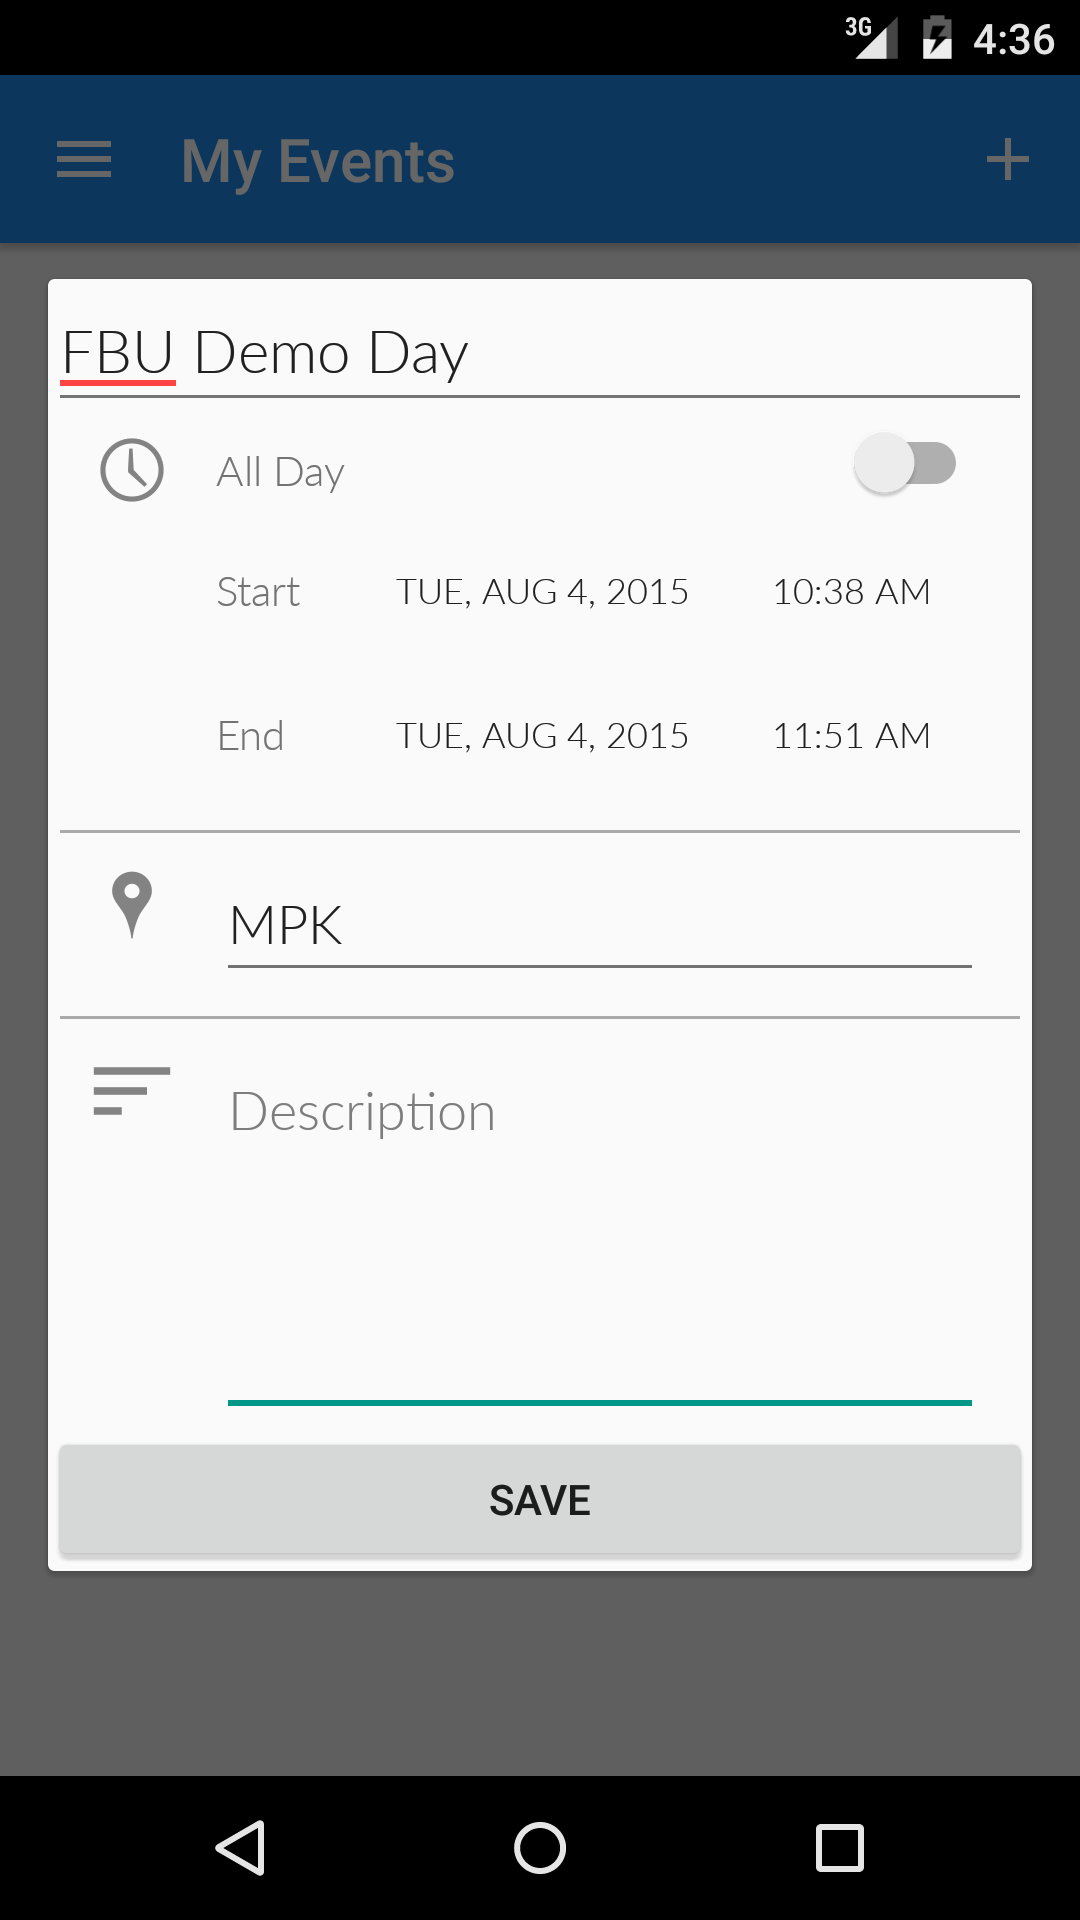 3G 4:36
My Events
FBU Demo Day
All Day
Start TUE, AUG 4, 2015 10:38 AM
End TUE, AUG 4, 2015 11:51 AM
MPK
Description
SAVE